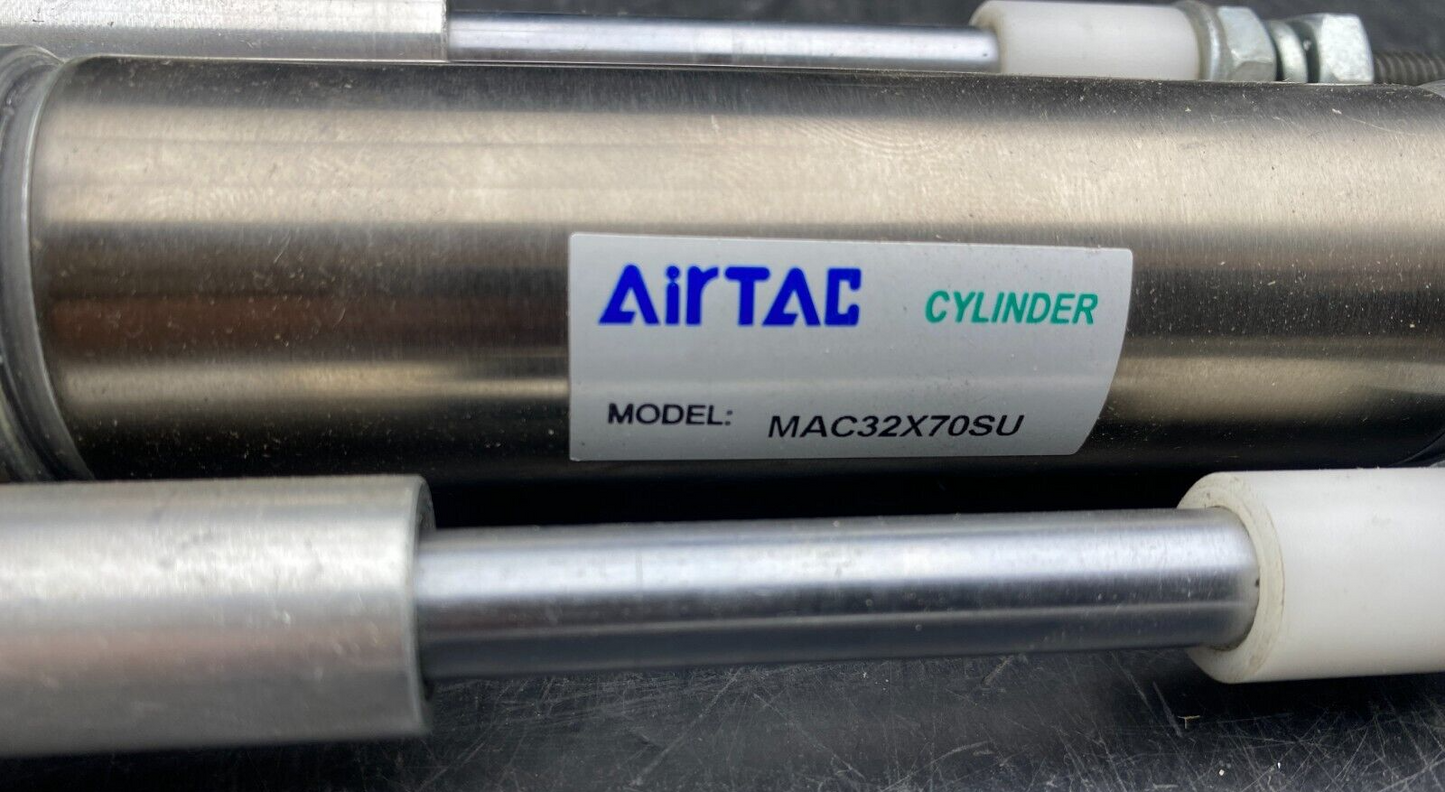 AirTAC CYLINDER
MODEL: MAC32X70SU